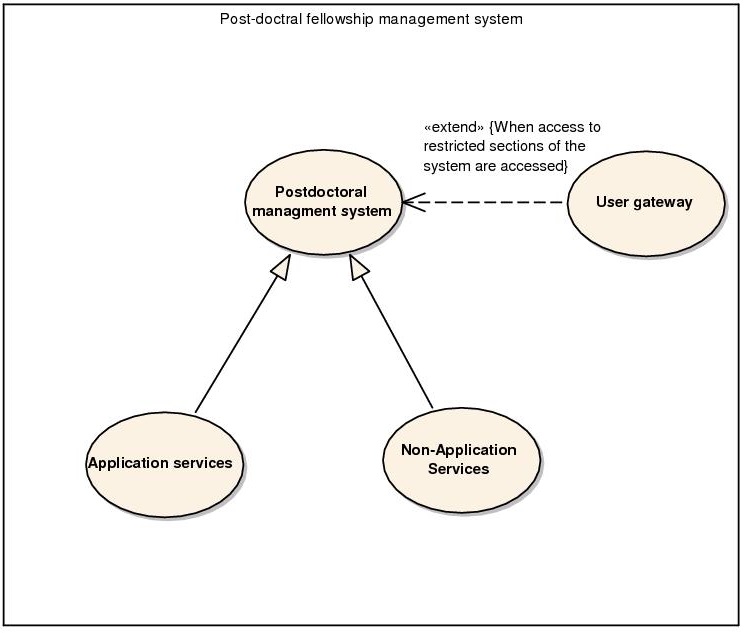 Post-doctral fellowship management system
«extend» {When access to
restricted sections of the
system are accessed}
Postdoctoral
managment system
User gateway
Application services
Non-Application
Services